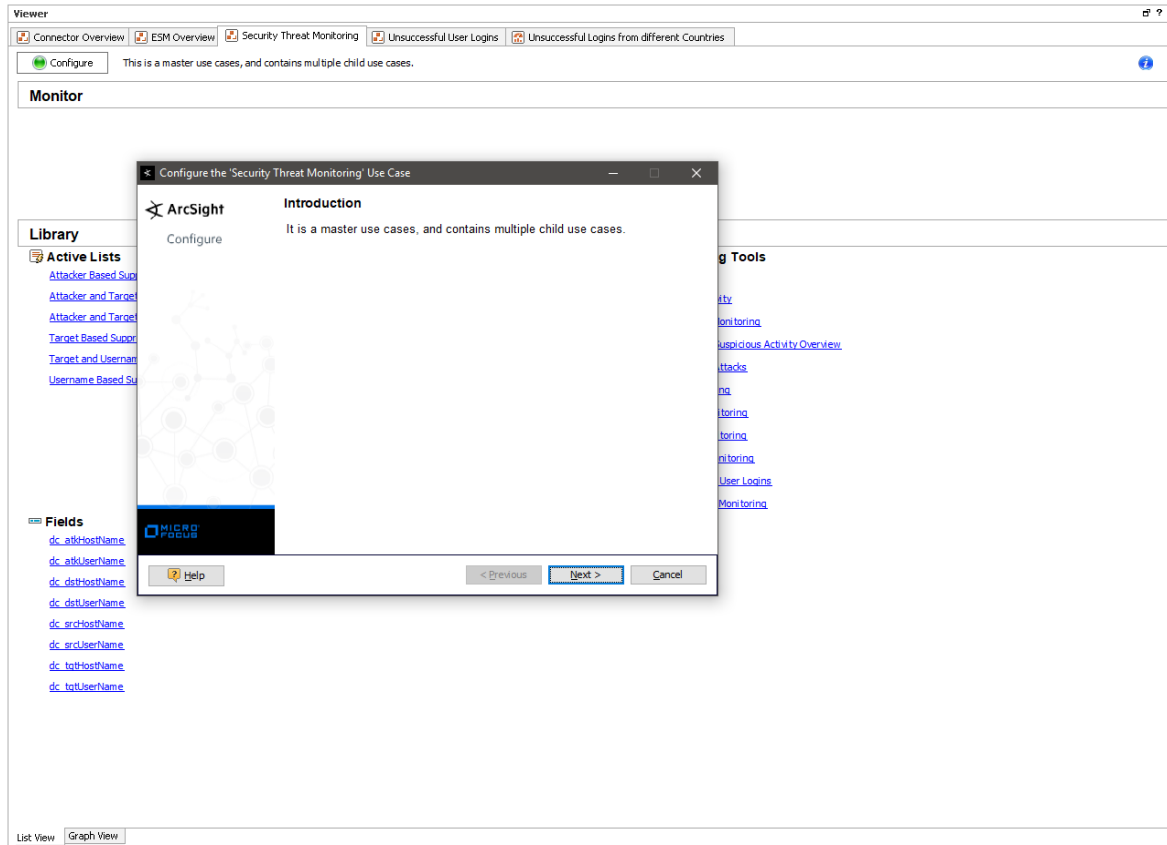 Viewer
?
Connector Overview
ESM Overview
Security Threat Monitoring
Unsuccessful User Logins
Unsuccessful Logins from different Countries
Configure
This is a master use cases, and contains multiple child use cases.
Monitor
Configure the 'Security Threat Monitoring' Use Case
ArcSight
Configure
Introduction
It is a master use cases, and contains multiple child use cases.
MICRO
FOCUS
Help
< Previous
Next >
Cancel
Library
Active Lists
Attacker Based Sup
Attacker and Target
Attacker and Target
Target Based Suppr
Target and Usernam
Username Based Su
g Tools
vity
Monitoring
Suspicious Activity Overview
Attacks
ng
itoring
toring
nitoring
User Logins
Monitoring
Fields
dc_atkHostName
dc_atkUserName
dc_dstHostName
dc_dstUserName
dc_srcHostName
dc_srcUserName
dc_tgtHostName
dc_tgtUserName
List View
Graph View